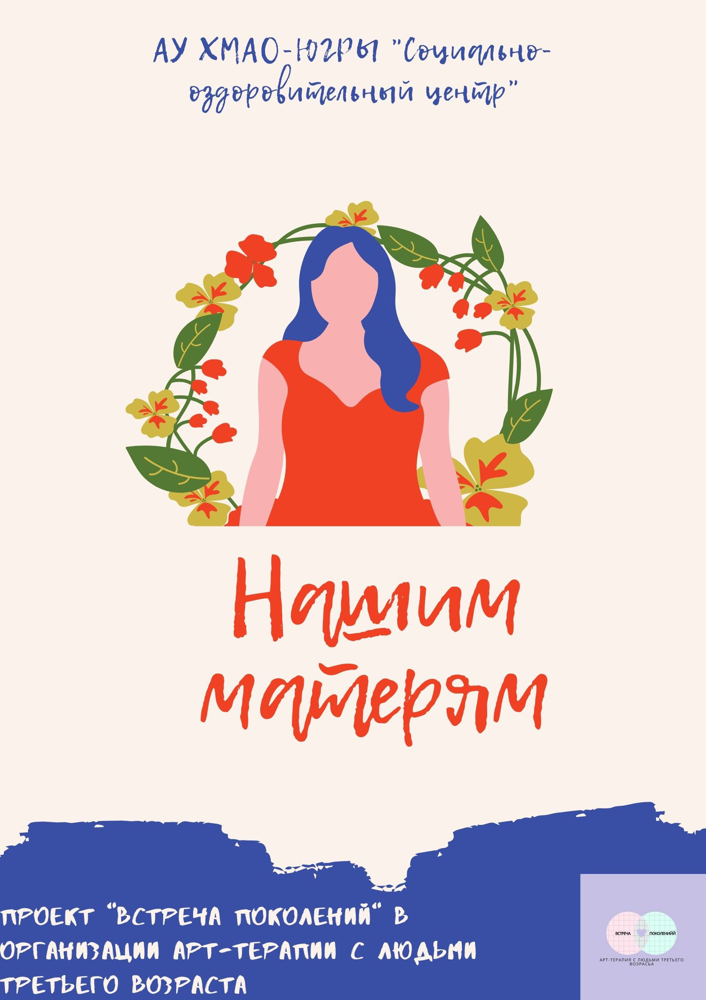 АУ ХМАО-ЮГРЫ "Социально-
оздоровительный центр"
Нашим
матерям
ПРОЕКТ "ВСТРЕЧА ПОКОЛЕНИЙ" В
ОРГАНИЗАЦИИ АРТ-ТЕРАПИИ С ЛЮДЬМИ
ТРЕТЬЕГО ВОЗРАСТА
ВСТРЕЧА ПОКОЛЕНИЙЙ
АРТ-ТЕРАПИЯ С ЛЮДЬМИ ТРЕТЬЕГО
ВОЗРАСЬА